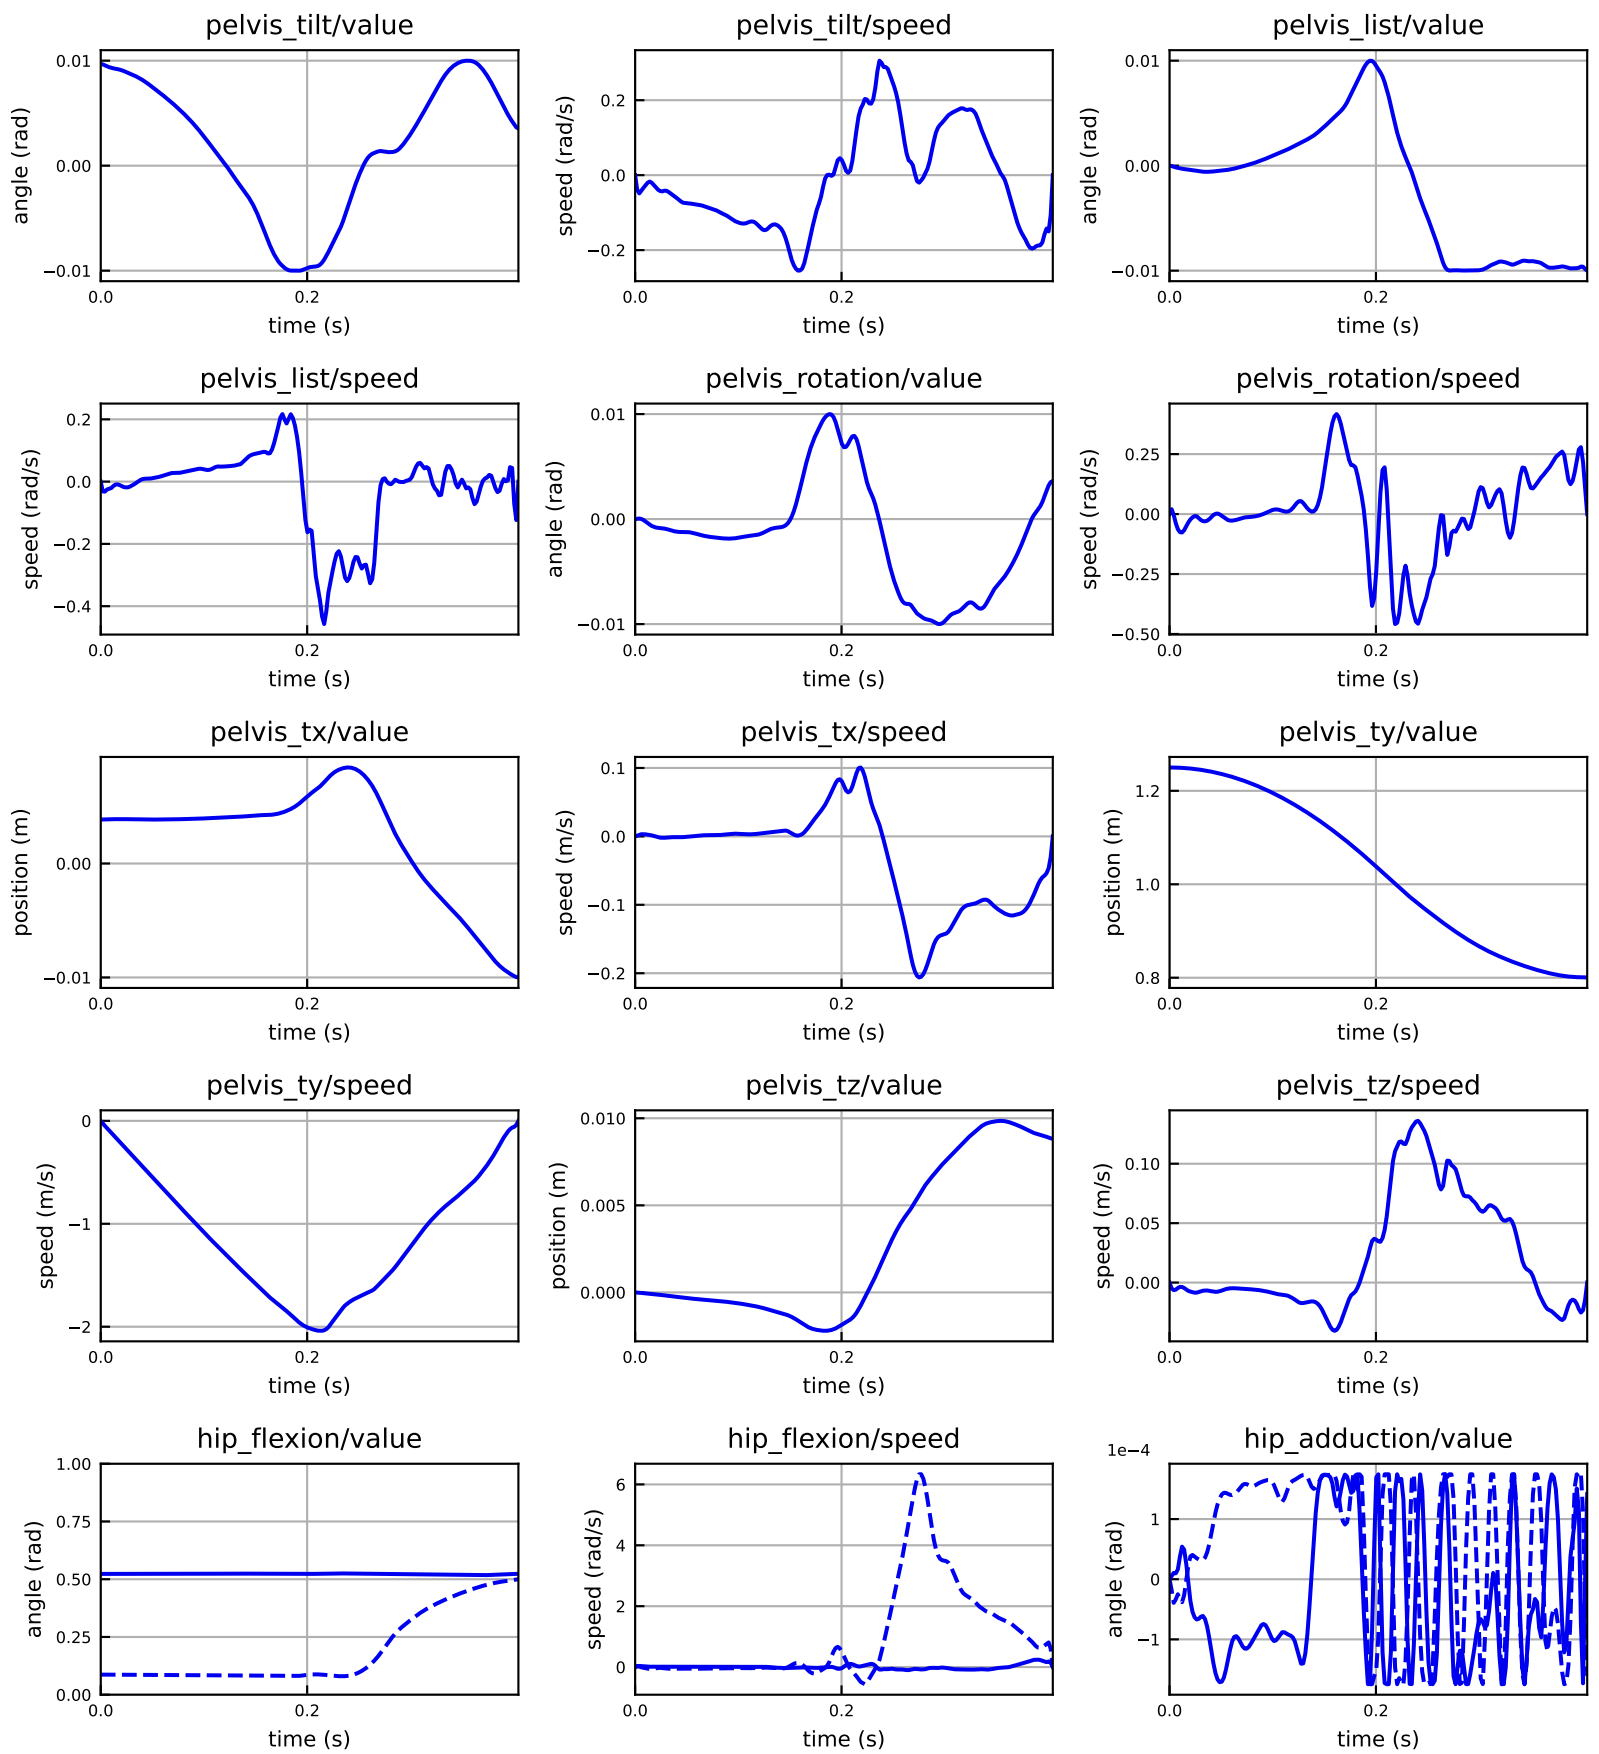 pelvis_tilt/value
pelvis_tilt/speed
pelvis_list/value
0.01
0.00
−0.01
angle (rad)
0.0
0.2
time (s)
0.2
0.0
−0.2
speed (rad/s)
0.0
0.2
time (s)
0.01
0.00
−0.01
angle (rad)
0.0
0.2
time (s)
pelvis_list/speed
pelvis_rotation/value
pelvis_rotation/speed
0.2
0.0
−0.2
−0.4
speed (rad/s)
0.0
0.2
time (s)
0.01
0.00
−0.01
angle (rad)
0.0
0.2
time (s)
0.25
0.00
−0.25
−0.50
speed (rad/s)
0.0
0.2
time (s)
pelvis_tx/value
pelvis_tx/speed
pelvis_ty/value
0.00
−0.01
position (m)
0.0
0.2
time (s)
0.1
0.0
−0.1
−0.2
speed (m/s)
0.0
0.2
time (s)
1.2
1.0
0.8
position (m)
0.0
0.2
time (s)
pelvis_ty/speed
pelvis_tz/value
pelvis_tz/speed
0
−1
−2
speed (m/s)
0.0
0.2
time (s)
0.010
0.005
0.000
position (m)
0.0
0.2
time (s)
0.10
0.05
0.00
speed (m/s)
0.0
0.2
time (s)
hip_flexion/value
hip_flexion/speed
hip_adduction/value
1.00
0.75
0.50
0.25
0.00
angle (rad)
0.0
0.2
time (s)
6
4
2
0
speed (rad/s)
0.0
0.2
time (s)
1e−4
1
0
−1
angle (rad)
0.0
0.2
time (s)